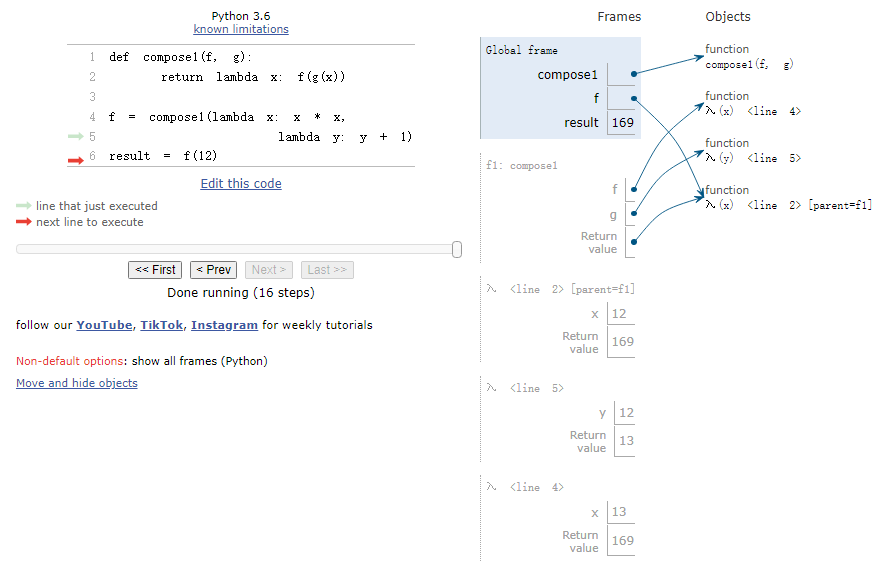 Python 3.6
known limitations
1 def compose1(f, g):
2 return lambda x: f(g(x))
3
4 f = compose1(lambda x: x * x,
5 lambda y: y + 1)
6 result = f(12)
Edit this code
line that just executed
next line to execute
<< First < Prev Next > Last >>
Done running (16 steps)
follow our YouTube, TikTok, Instagram for weekly tutorials
Non-default options: show all frames (Python)
Move and hide objects
Frames Objects
Global frame
compose1
f
result 169
f1: compose1
f
g
Return
value
λ <line 2> [parent=f1]
x 12
Return
value 169
λ <line 5>
y 12
Return
value 13
λ <line 4>
x 13
Return
value 169
function
compose1(f, g)
function
λ(x) <line 4>
function
λ(y) <line 5>
function
λ(x) <line 2> [parent=f1]